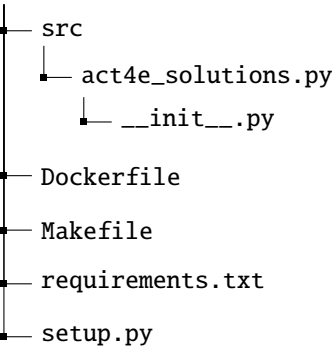 src
act4e_solutions.py
__init__.py
Dockerfile
Makefile
requirements.txt
setup.py